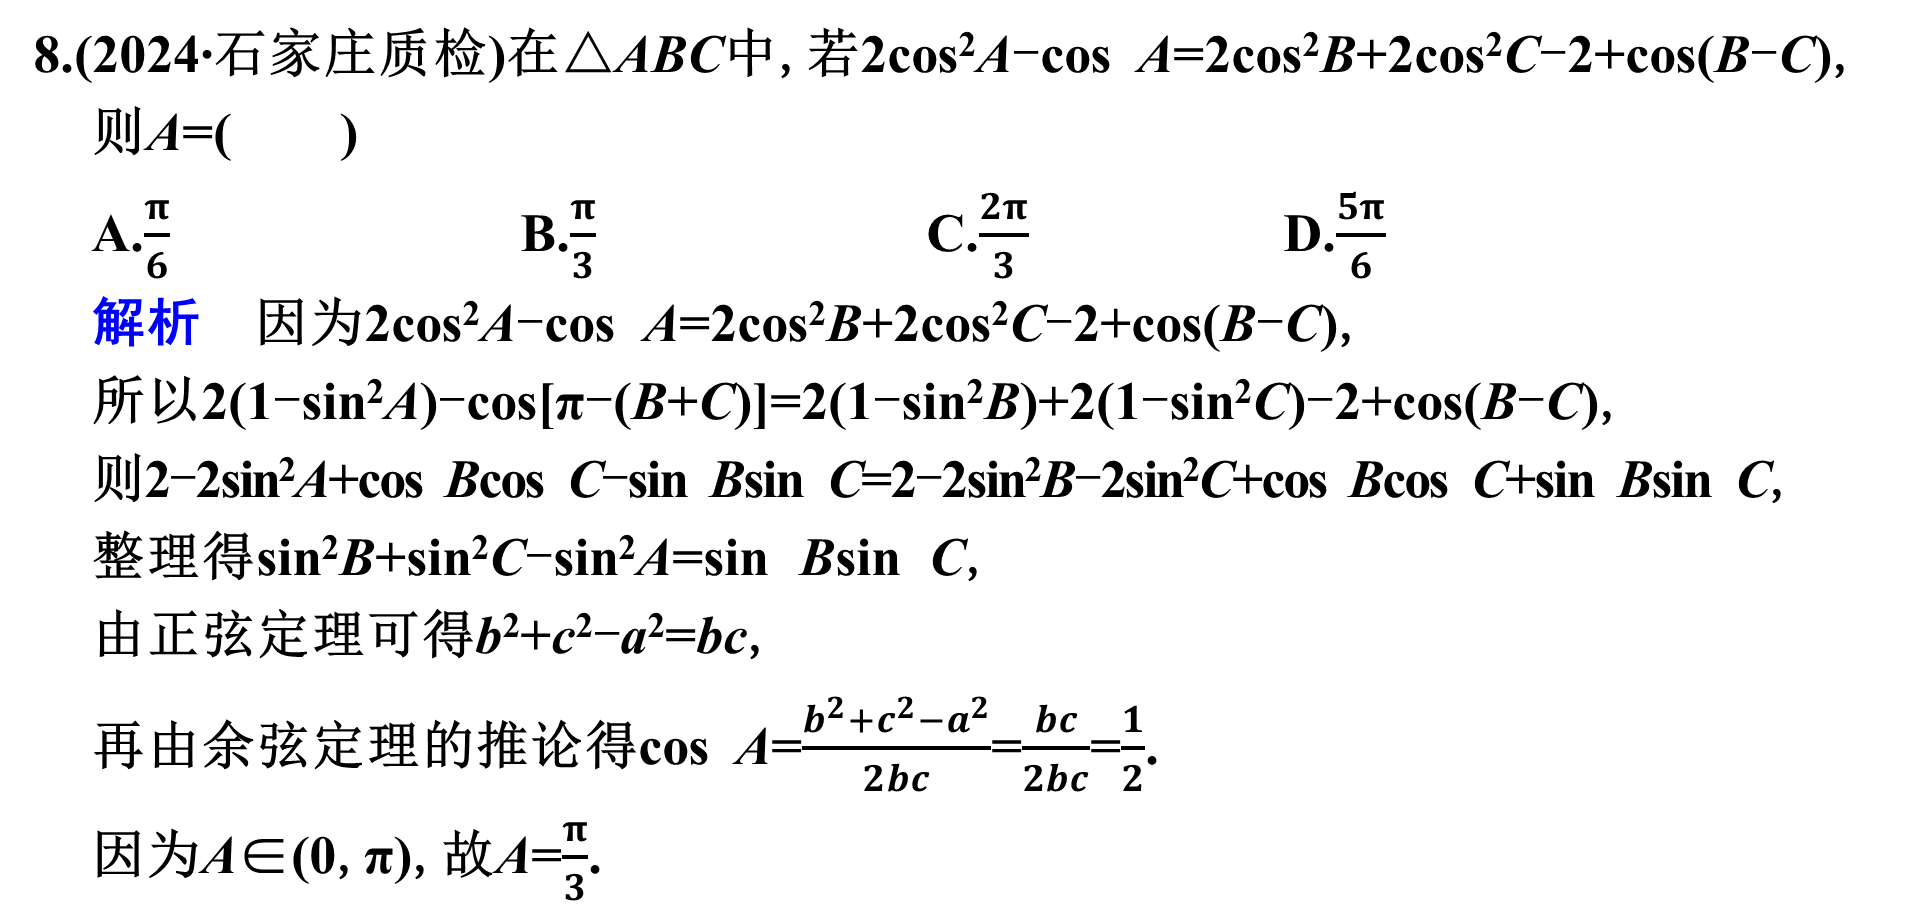 8.(2024·石家庄质检)在△ABC中, 若2cos²A−cos A=2cos²B+2cos²C−2+cos(B−C),
则A=(  )
A.π/6  B.π/3  C.2π/3  D.5π/6
解析 因为2cos²A−cos A=2cos²B+2cos²C−2+cos(B−C),
所以2(1−sin²A)−cos[π−(B+C)]=2(1−sin²B)+2(1−sin²C)−2+cos(B−C),
则2−2sin²A+cos Bcos C−sin Bsin C=2−2sin²B−2sin²C+cos Bcos C+sin Bsin C,
整理得sin²B+sin²C−sin²A=sin Bsin C,
由正弦定理可得b²+c²−a²=bc,
再由余弦定理的推论得cos A=(b²+c²−a²)/2bc=bc/2bc=1/2.
因为A∈(0, π), 故A=π/3.